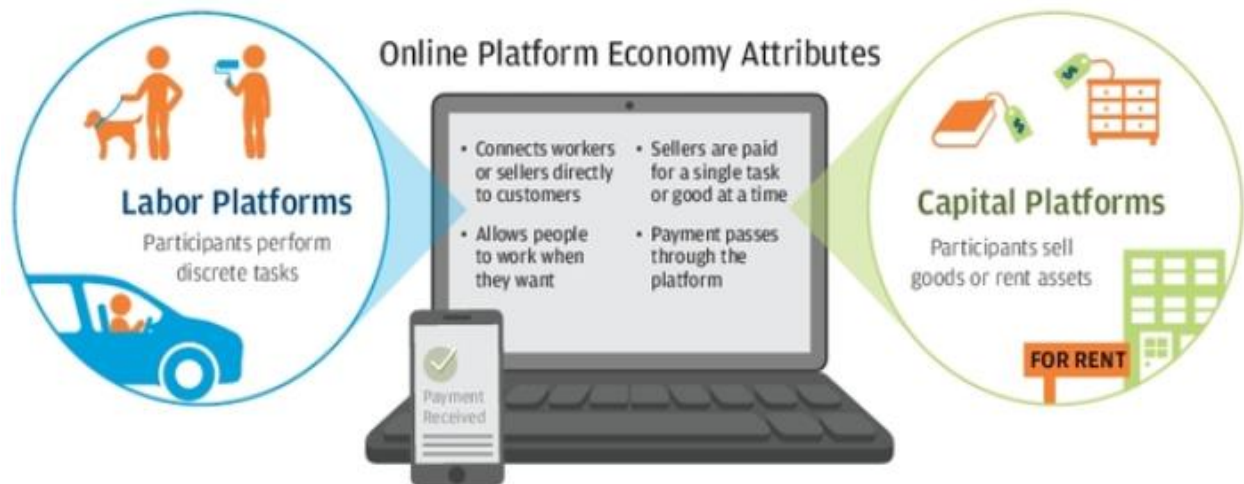 Online Platform Economy Attributes
Labor Platforms
Participants perform
discrete tasks
• Connects workers
or sellers directly
to customers
• Allows people
to work when
they want
• Sellers are paid
for a single task
or good at a time
• Payment passes
through the
platform
Payment
Received
$
$
Capital Platforms
Participants sell
goods or rent assets
FOR RENT